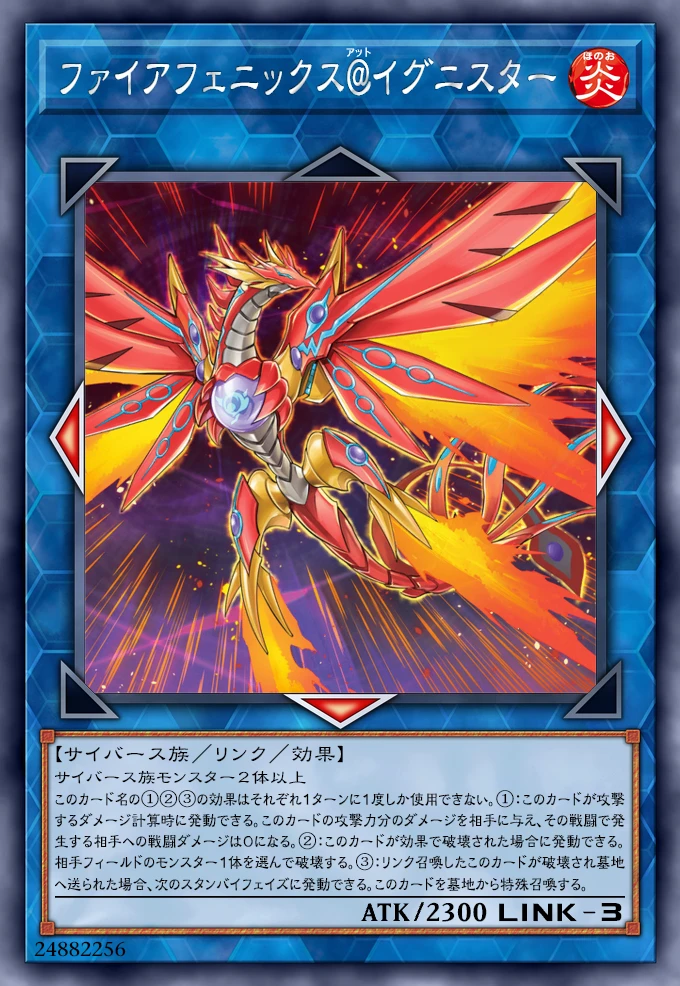 アット
ファイアフェニックス@イグニスター
ほのお
炎
【サイバース族／リンク／効果】
サイバース族モンスター２体以上
このカード名の①②③の効果はそれぞれ1ターンに1度しか使用できない。①：このカードが攻撃
するダメージ計算時に発動できる。このカードの攻撃力分のダメージを相手に与え、その戦闘で発
生する相手への戦闘ダメージは0になる。②：このカードが効果で破壊された場合に発動できる。
相手フィールドのモンスター1体を選んで破壊する。③：リンク召喚したこのカードが破壊され墓地
へ送られた場合、次のスタンバイフェイズに発動できる。このカードを墓地から特殊召喚する。
ATK/2300 LINK-3
24882256